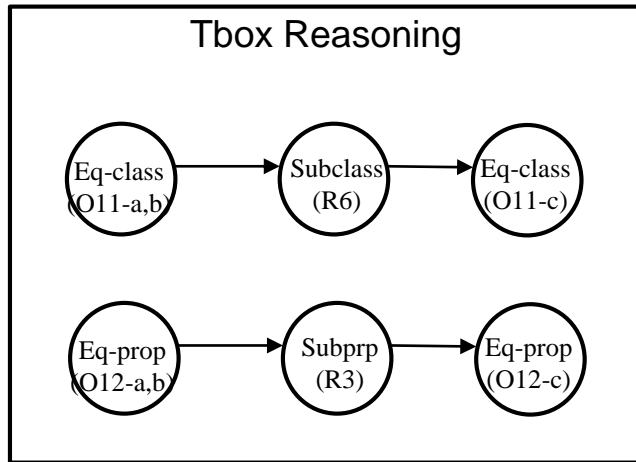 Tbox Reasoning
Eq-class
(O11-a,b)
Subclass
(R6)
Eq-class
(O11-c)
Eq-prop
(O12-a,b)
Subprp
(R3)
Eq-prop
(O12-c)